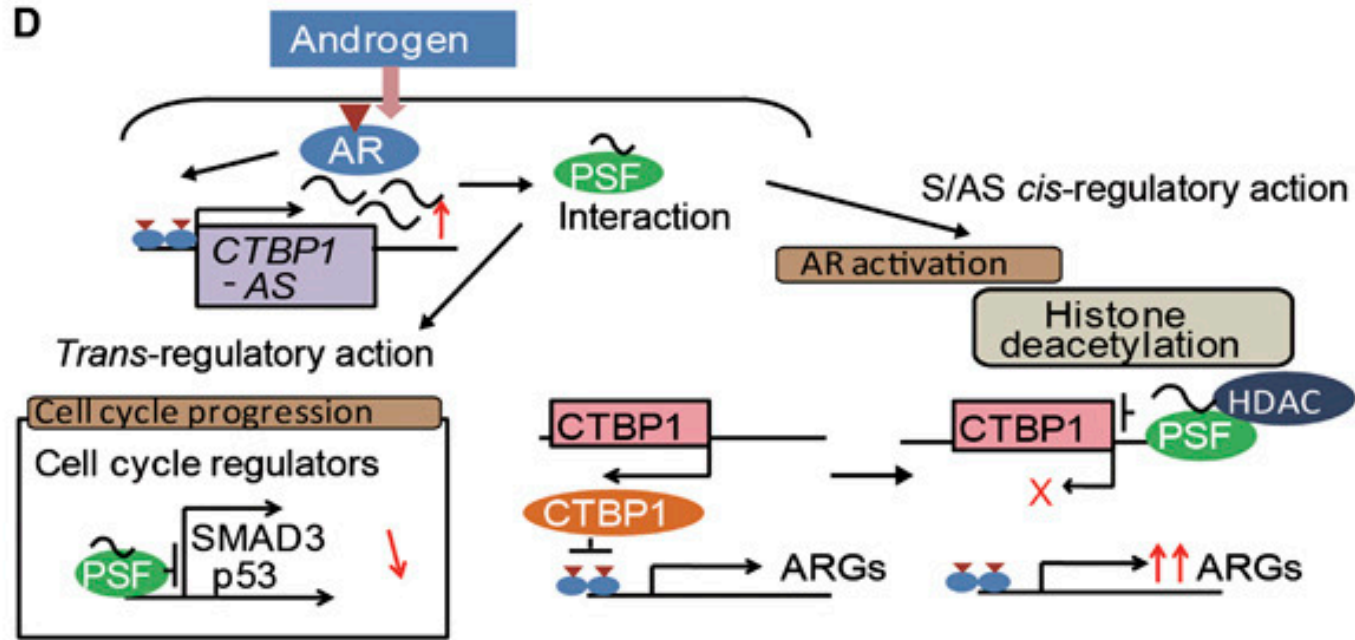 D
Androgen
AR
PSF
Interaction
S/AS cis-regulatory action
CTBP1
- AS
AR activation
Histone
deacetylation
Trans-regulatory action
Cell cycle progression
Cell cycle regulators
PSF
SMAD3
p53
CTBP1
CTBP1
ARGs
CTBP1
PSF
HDAC
X
ARGs